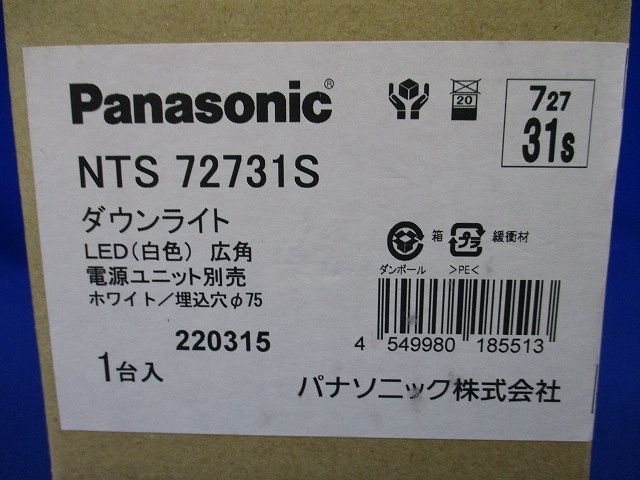 Panasonic®
20
727
31s
NTS 72731S
ダウンライト
LED(白色) 広角
電源ユニット別売
ホワイト/埋込穴φ75
220315
1台入
箱
プラ
緩衝材
ダンボール
>PE<
4 549980 185513
パナソニック株式会社